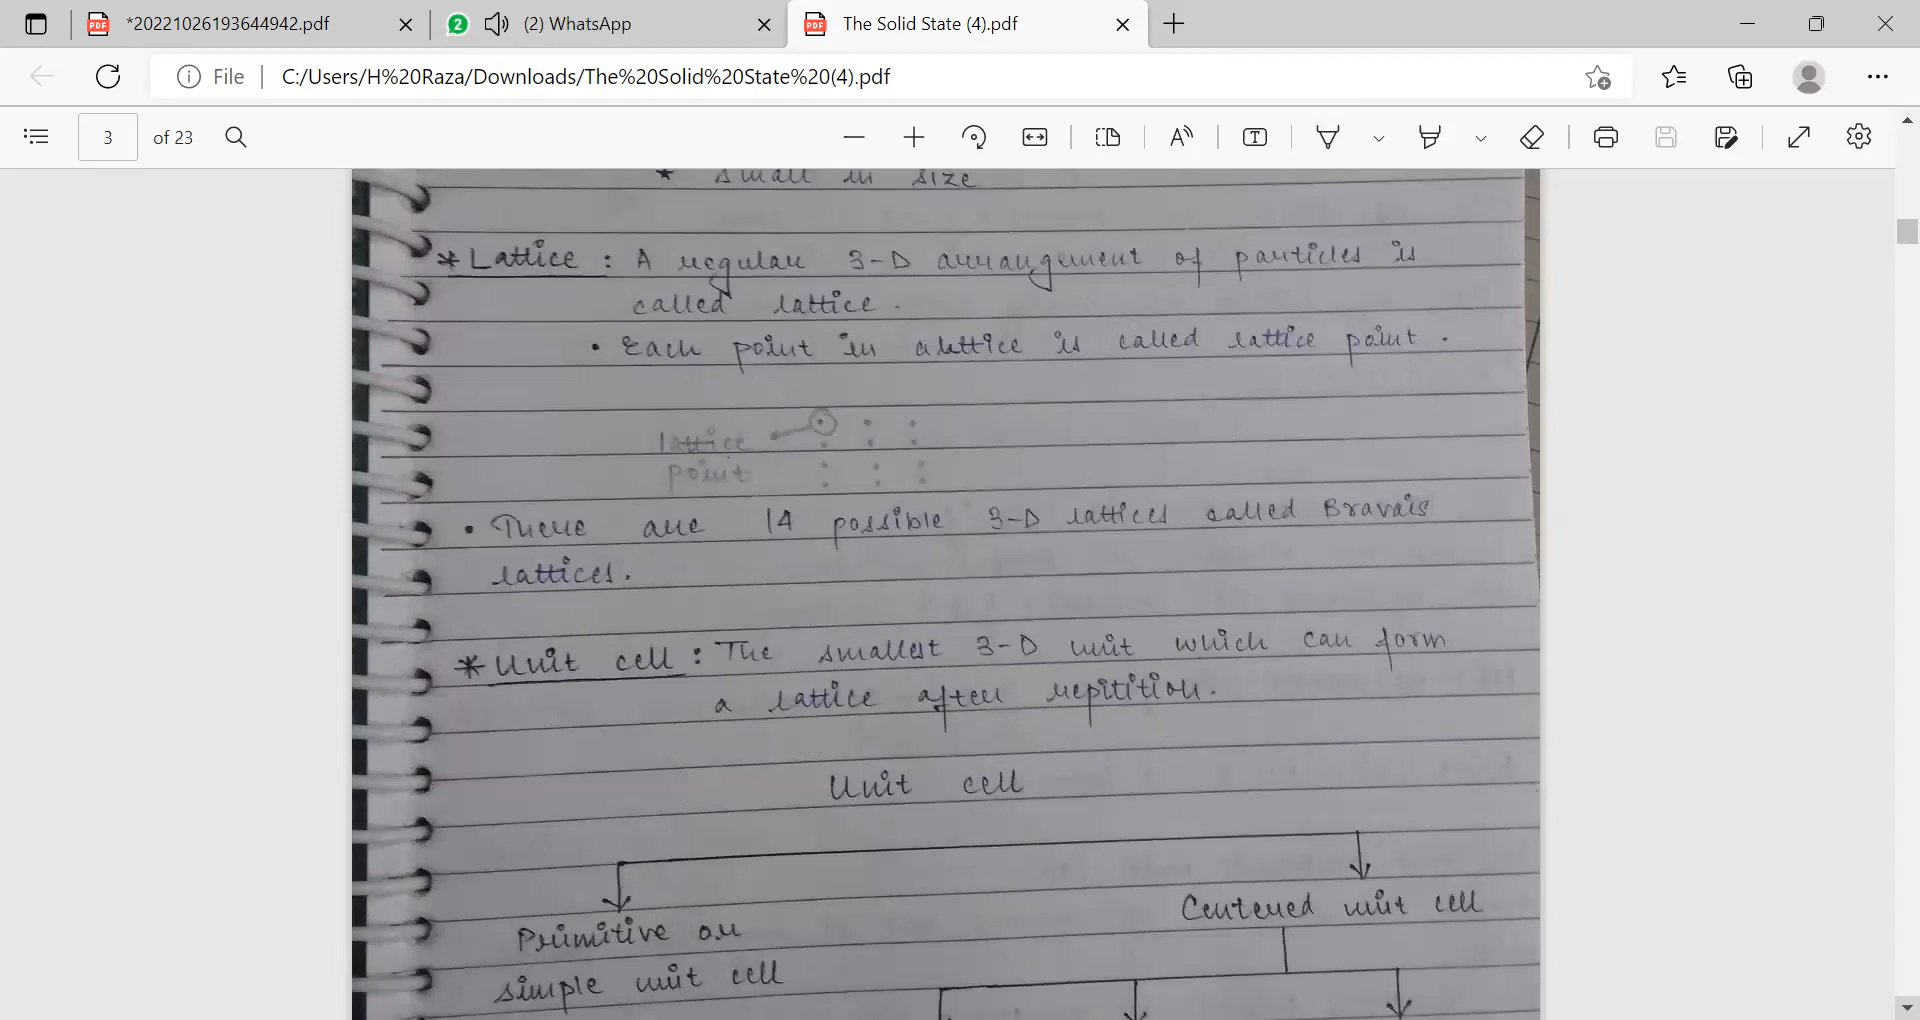 *20221026193644942.pdf
2 (2) WhatsApp
The Solid State (4).pdf
File C:/Users/H%20Raza/Downloads/The%20Solid%20State%20(4).pdf
3 of 23
* small in size
* Lattice : A regular 3-D arrangement of particles is
called lattice.
• Each point in a lattice is called lattice point.
lattice
point
• There are 14 possible 3-D lattices called Bravais
lattices.
* Unit cell : The smallest 3-D unit which can form
a lattice after repitition.
Unit cell
Primitive or
simple unit cell
Centered unit cell